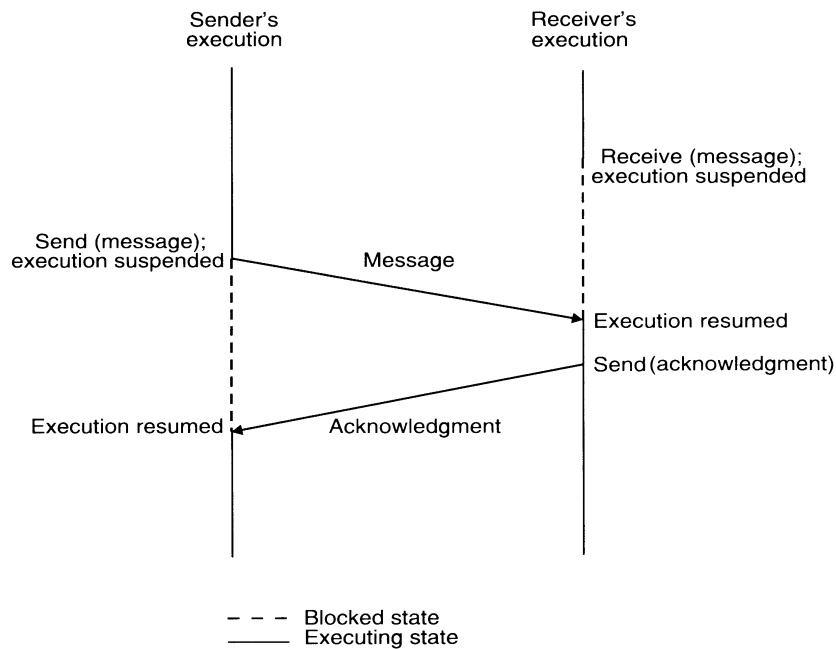 Sender's
execution
Receiver's
execution
Receive (message);
execution suspended
Send (message);
execution suspended
Message
Execution resumed
Send (acknowledgment)
Execution resumed
Acknowledgment
Blocked state
Executing state